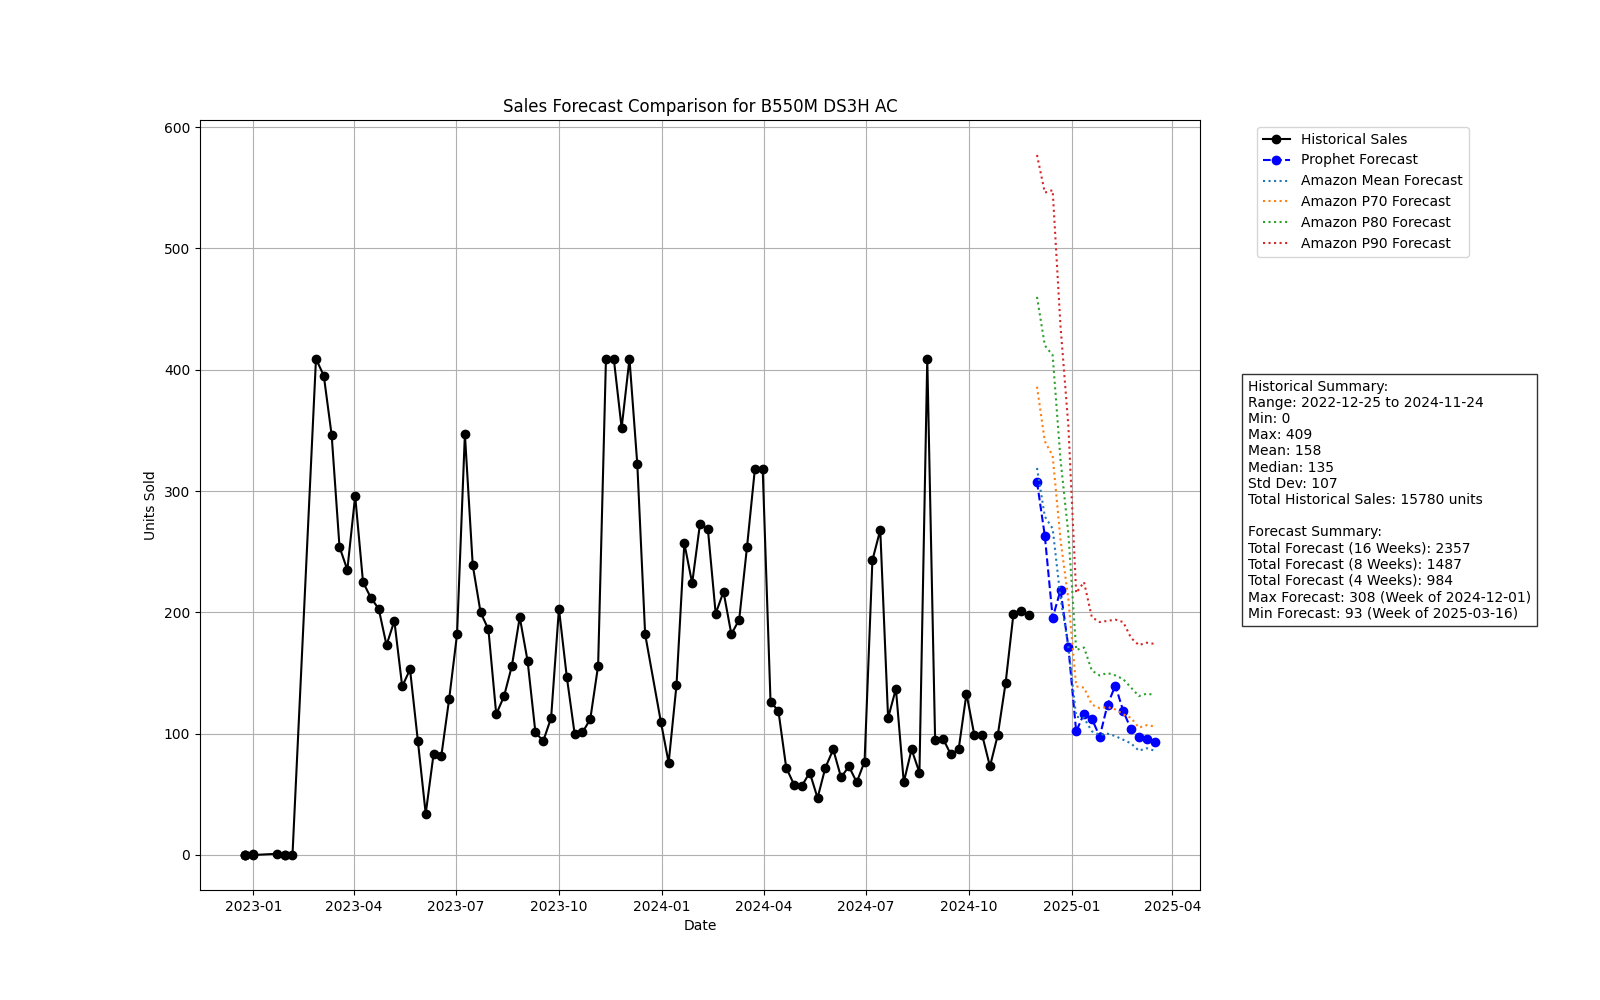 Sales Forecast Comparison for B550M DS3H AC
600
500
400
300
200
100
0
Units Sold
2023-01
2023-04
2023-07
2023-10
2024-01
2024-04
2024-07
2024-10
2025-01
2025-04
Date
Historical Sales
Prophet Forecast
Amazon Mean Forecast
Amazon P70 Forecast
Amazon P80 Forecast
Amazon P90 Forecast
Historical Summary:
Range: 2022-12-25 to 2024-11-24
Min: 0
Max: 409
Mean: 158
Median: 135
Std Dev: 107
Total Historical Sales: 15780 units
Forecast Summary:
Total Forecast (16 Weeks): 2357
Total Forecast (8 Weeks): 1487
Total Forecast (4 Weeks): 984
Max Forecast: 308 (Week of 2024-12-01)
Min Forecast: 93 (Week of 2025-03-16)